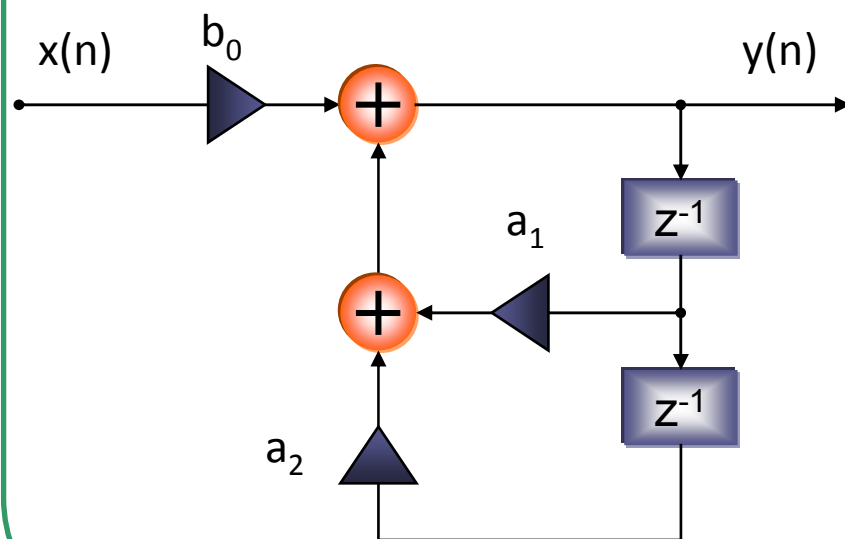 x(n) b₀ y(n)
+
z⁻¹
a₁
+
z⁻¹
a₂